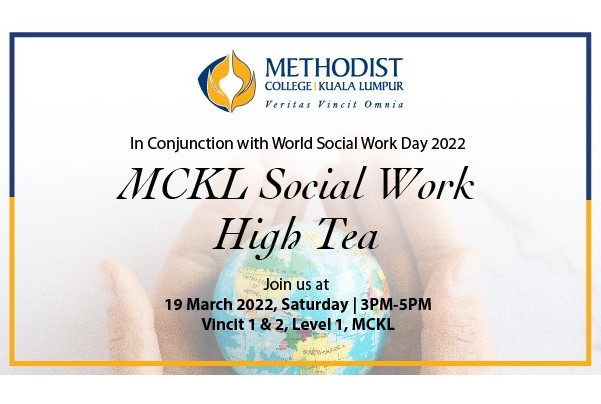 METHODIST
COLLEGE | KUALA LUMPUR
Veritas Vincit Omnia
In Conjunction with World Social Work Day 2022
MCKL Social Work
High Tea
Join us at
19 March 2022, Saturday | 3PM-5PM
Vincit 1 & 2, Level 1, MCKL